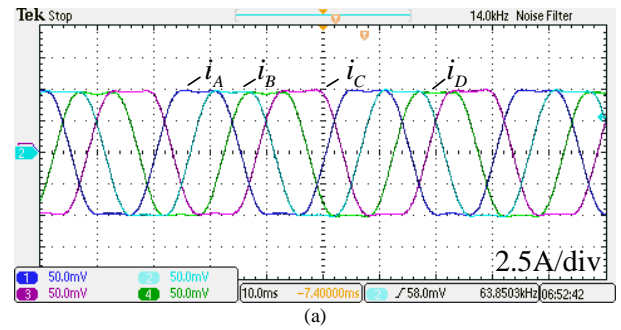 Tek Stop 14.0kHz Noise Filter
i_A i_B i_C i_D
2
2.5A/div
1 50.0mV 2 50.0mV
3 50.0mV 4 50.0mV
10.0ms -7.40000ms 2 58.0mV 63.8503kHz 06:52:42
(a)